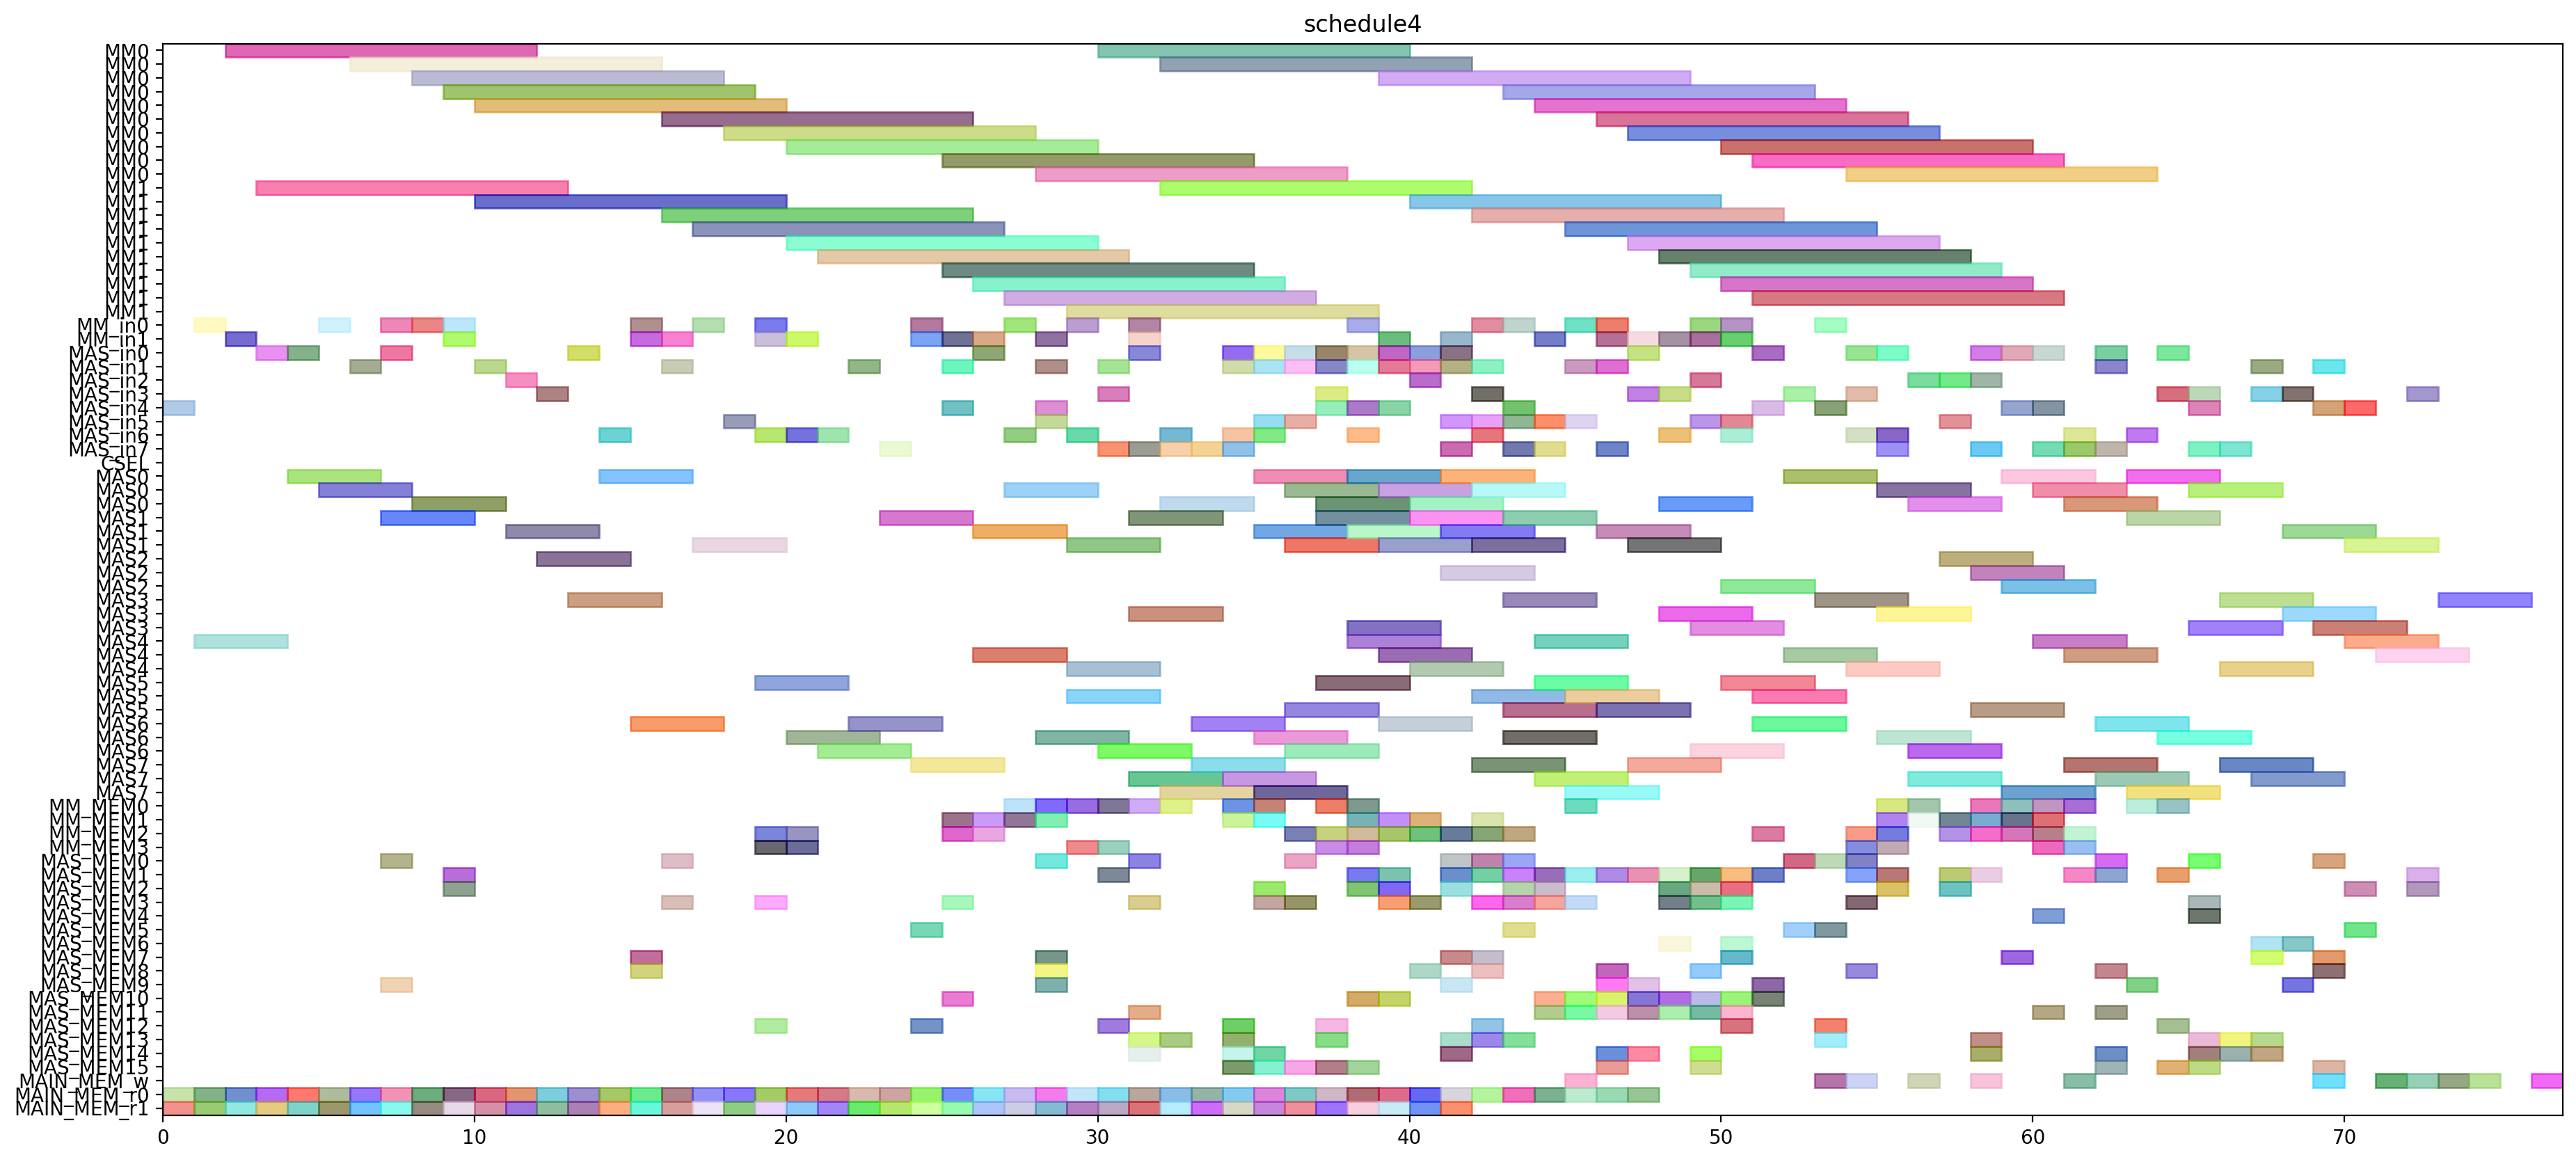 schedule4
MM0
MM0
MM0
MM0
MM0
MM0
MM0
MM0
MM0
MM0
MM1
MM1
MM1
MM1
MM1
MM1
MM1
MM1
MM1
MM1
MM_in0
MM_in1
MAS_in0
MAS_in1
MAS_in2
MAS_in3
MAS_in4
MAS_in5
MAS_in6
MAS_in7
CSEL
MAS0
MAS0
MAS0
MAS1
MAS1
MAS1
MAS2
MAS2
MAS2
MAS3
MAS3
MAS3
MAS4
MAS4
MAS4
MAS5
MAS5
MAS5
MAS6
MAS6
MAS6
MAS7
MAS7
MAS7
MM_MEM0
MM_MEM1
MM_MEM2
MM_MEM3
MAS_MEM0
MAS_MEM1
MAS_MEM2
MAS_MEM3
MAS_MEM4
MAS_MEM5
MAS_MEM6
MAS_MEM7
MAS_MEM8
MAS_MEM9
MAS_MEM10
MAS_MEM11
MAS_MEM12
MAS_MEM13
MAS_MEM14
MAS_MEM15
MAIN_MEM_w
MAIN_MEM_r0
MAIN_MEM_r1
0 10 20 30 40 50 60 70